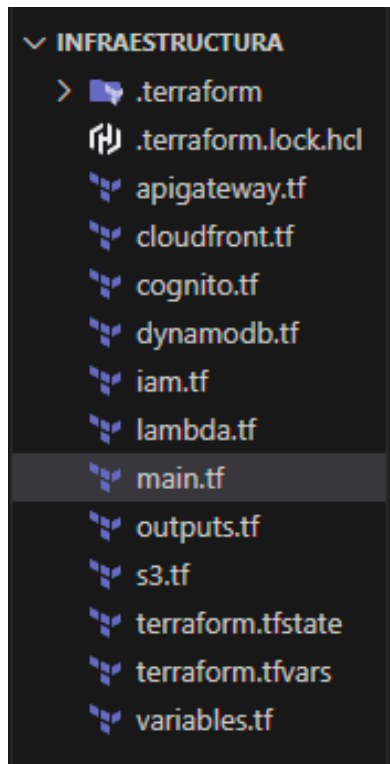 INFRAESTRUCTURA
.terraform
.terraform.lock.hcl
apigateway.tf
cloudfront.tf
cognito.tf
dynamodb.tf
iam.tf
lambda.tf
main.tf
outputs.tf
s3.tf
terraform.tfstate
terraform.tfvars
variables.tf